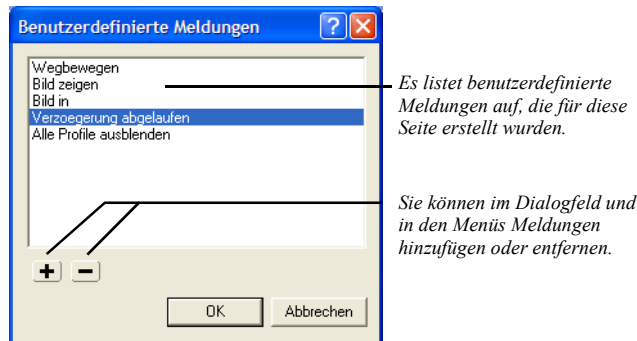 Benutzerdefinierte Meldungen
Wegbewegen
Bild zeigen
Bild in
Verzoegerung abgelaufen
Alle Profile ausblenden
Es listet benutzerdefinierte
Meldungen auf, die für diese
Seite erstellt wurden.
Sie können im Dialogfeld und
in den Menüs Meldungen
hinzufügen oder entfernen.
OK
Abbrechen